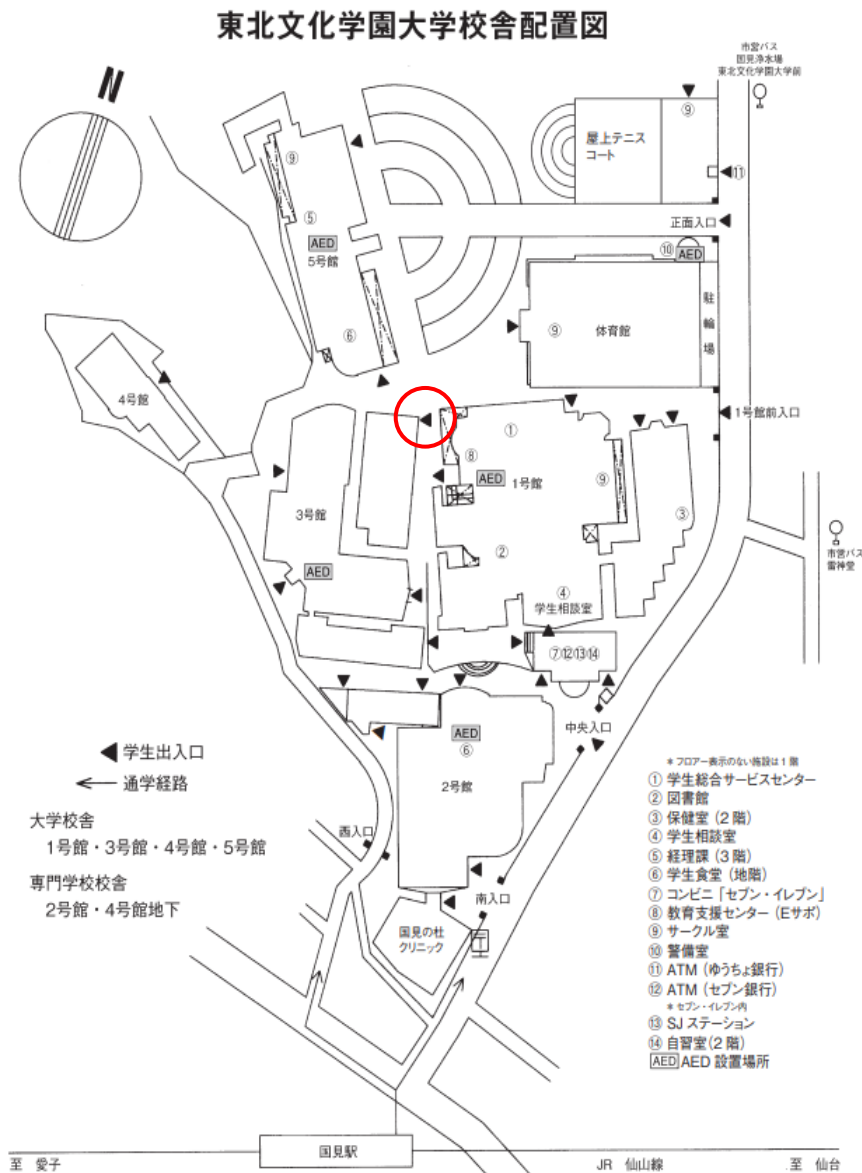 東北文化学園大学校舎配置図
市営バス
国見浄水場
東北文化学園大学前
N
⑨
屋上テニス
コート
⑪
⑨
⑤
AED
5号館
正面入口
⑩
AED
駐輪場
⑨
体育館
⑥
4号館
1号館前入口
①
⑧
AED
1号館
⑨
③
3号館
②
市営バス
雷神堂
AED
④
学生相談室
⑦⑫⑬⑭
中央入口
AED
⑥
2号館
◀ 学生出入口
← 通学経路
大学校舎
1号館・3号館・4号館・5号館
専門学校校舎
2号館・4号館地下
西入口
南入口
国見の杜
クリニック
〒
＊フロアー表示のない施設は1階
① 学生総合サービスセンター
② 図書館
③ 保健室（2階）
④ 学生相談室
⑤ 経理課（3階）
⑥ 学生食堂（地階）
⑦ コンビニ「セブン・イレブン」
⑧ 教育支援センター（Eサポ）
⑨ サークル室
⑩ 警備室
⑪ ATM（ゆうちょ銀行）
⑫ ATM（セブン銀行）
＊セブン・イレブン内
⑬ SJステーション
⑭ 自習室（2階）
AED AED 設置場所
国見駅
至 愛子
JR 仙山線
至 仙台